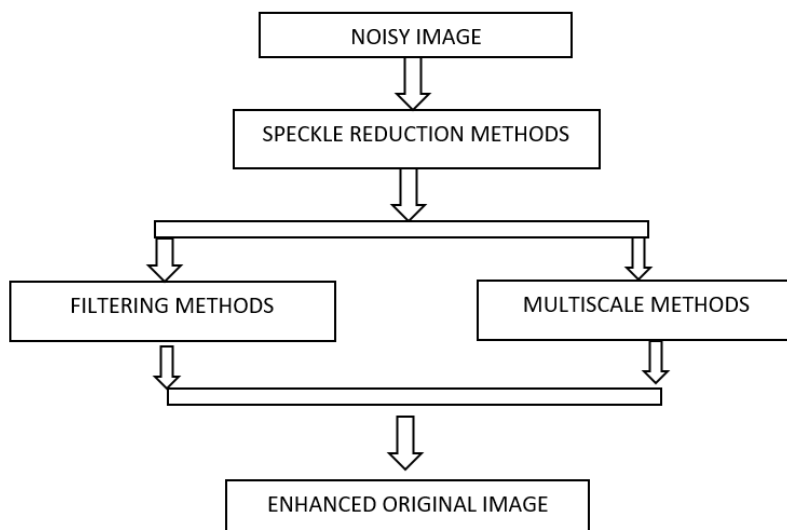 NOISY IMAGE
SPECKLE REDUCTION METHODS
FILTERING METHODS
MULTISCALE METHODS
ENHANCED ORIGINAL IMAGE